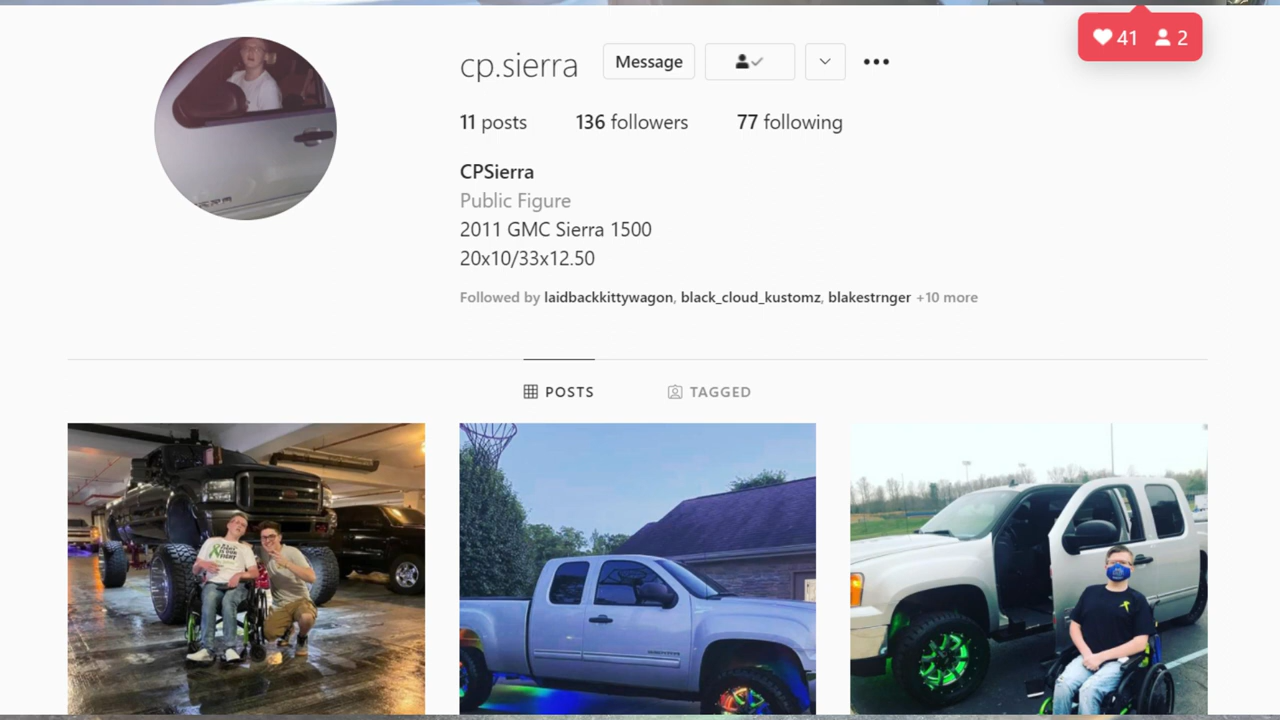 41 2
cp.sierra Message
11 posts 136 followers 77 following
CPSierra
Public Figure
2011 GMC Sierra 1500
20x10/33x12.50
Followed by laidbackkittywagon, black_cloud_kustomz, blakestrnger +10 more
POSTS TAGGED